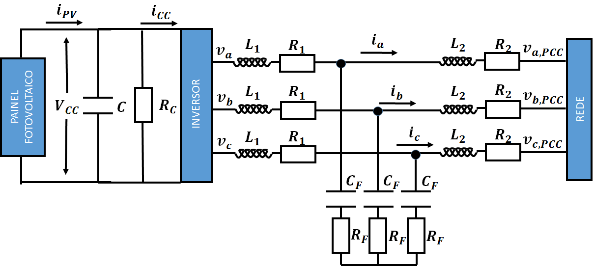 i_PV
i_CC
PAINEL
FOTOVOLTAICO
V_CC
C
R_C
INVERSOR
v_a L_1 R_1 i_a L_2 R_2 v_a,PCC
v_b L_1 R_1 i_b L_2 R_2 v_b,PCC
v_c L_1 R_1 i_c L_2 R_2 v_c,PCC
REDE
C_F C_F C_F
R_F R_F R_F